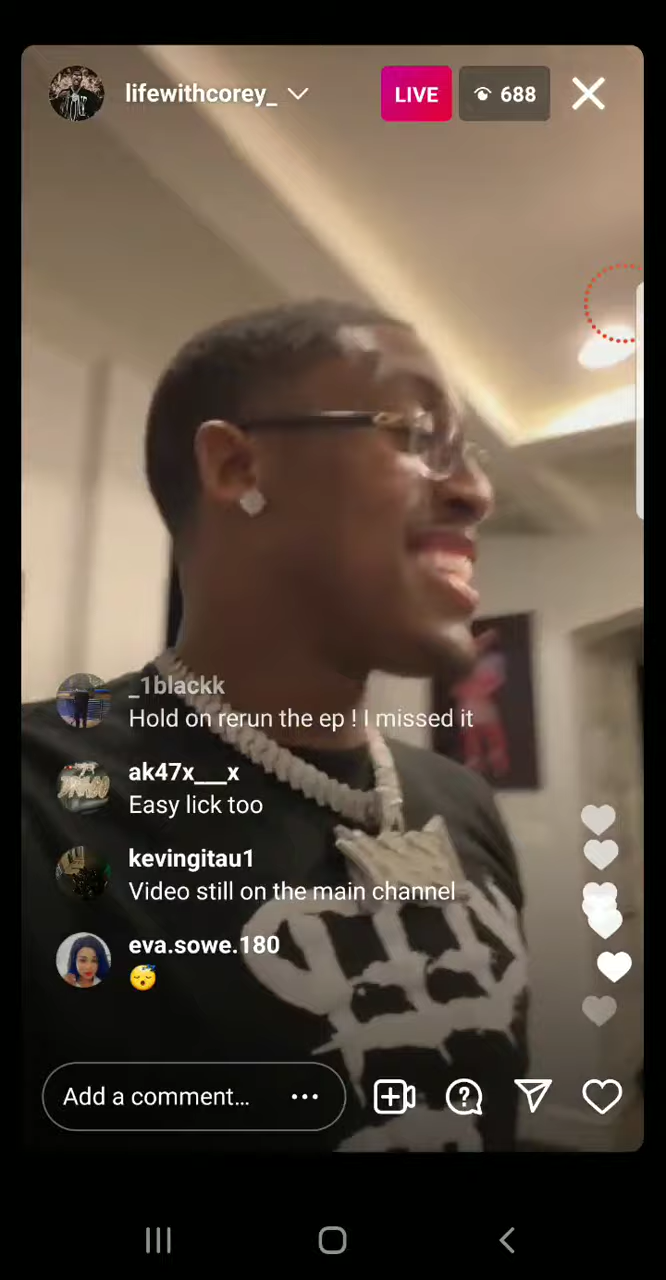 lifewithcorey_
LIVE
688
_1blackk
Hold on rerun the ep ! I missed it
ak47x___x
Easy lick too
kevingitau1
Video still on the main channel
eva.sowe.180
😴
Add a comment...